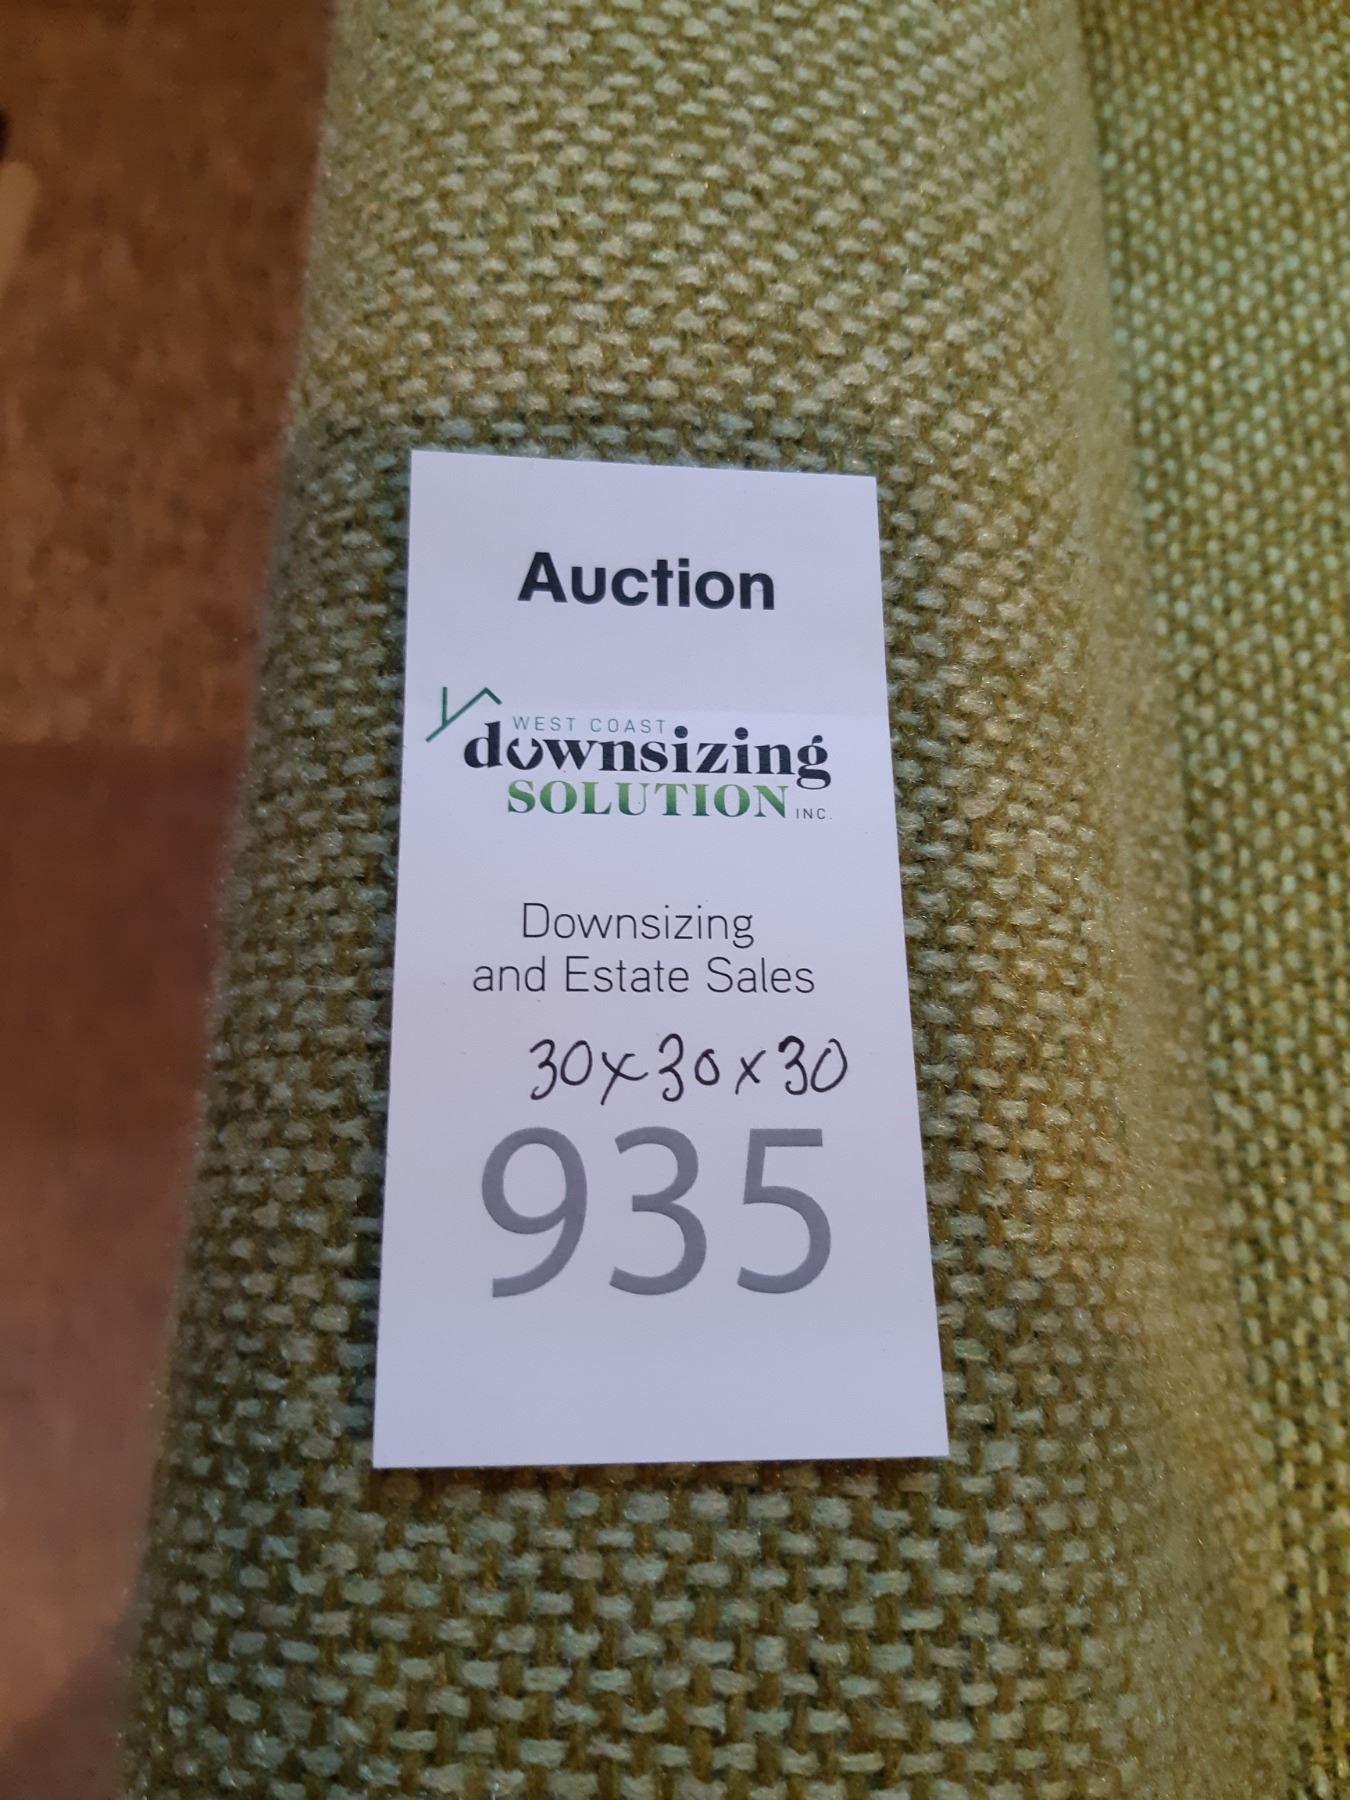 Auction
WEST COAST
downsizing
SOLUTION INC.
Downsizing
and Estate Sales
30x30x30
935